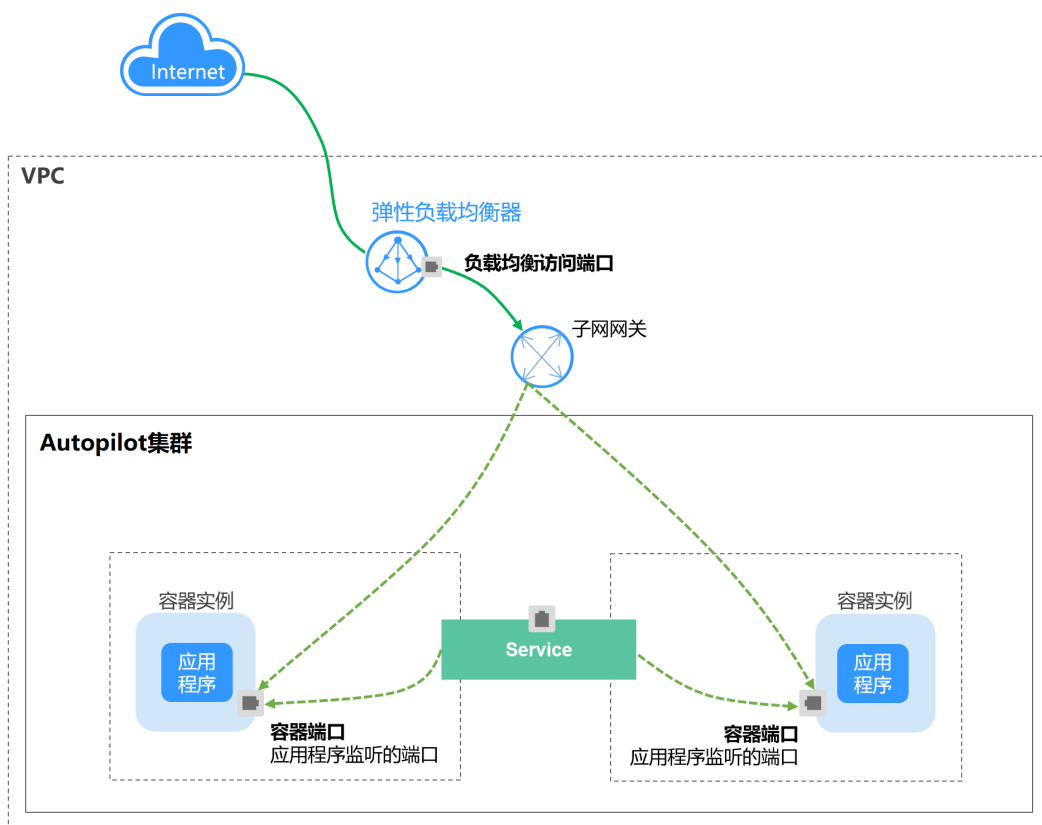 Internet
VPC
弹性负载均衡器
负载均衡访问端口
子网网关
Autopilot集群
容器实例
应用
程序
容器端口
应用程序监听的端口
Service
容器实例
应用
程序
容器端口
应用程序监听的端口